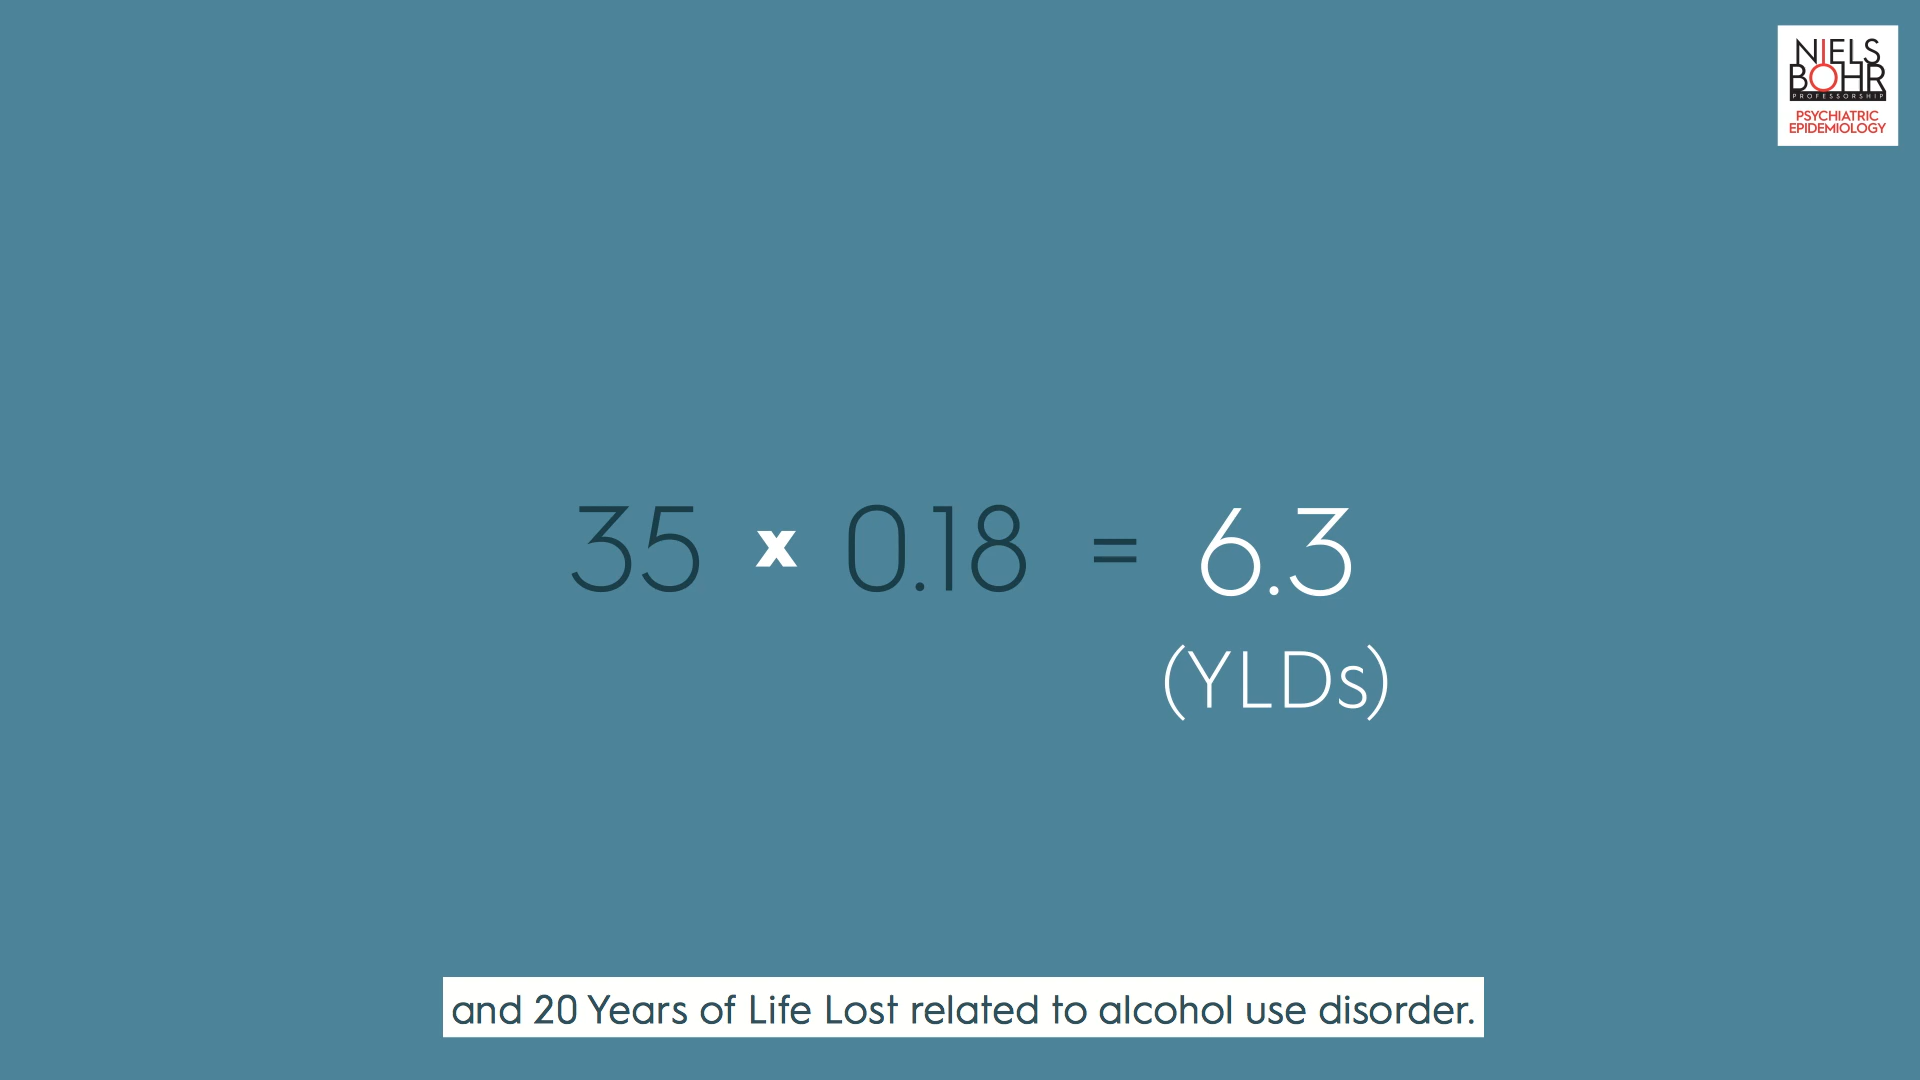 NIELS
BOHR
PROFESSORSHIP
PSYCHIATRIC
EPIDEMIOLOGY
35 x 0.18 = 6.3
(YLDs)
and 20 Years of Life Lost related to alcohol use disorder.